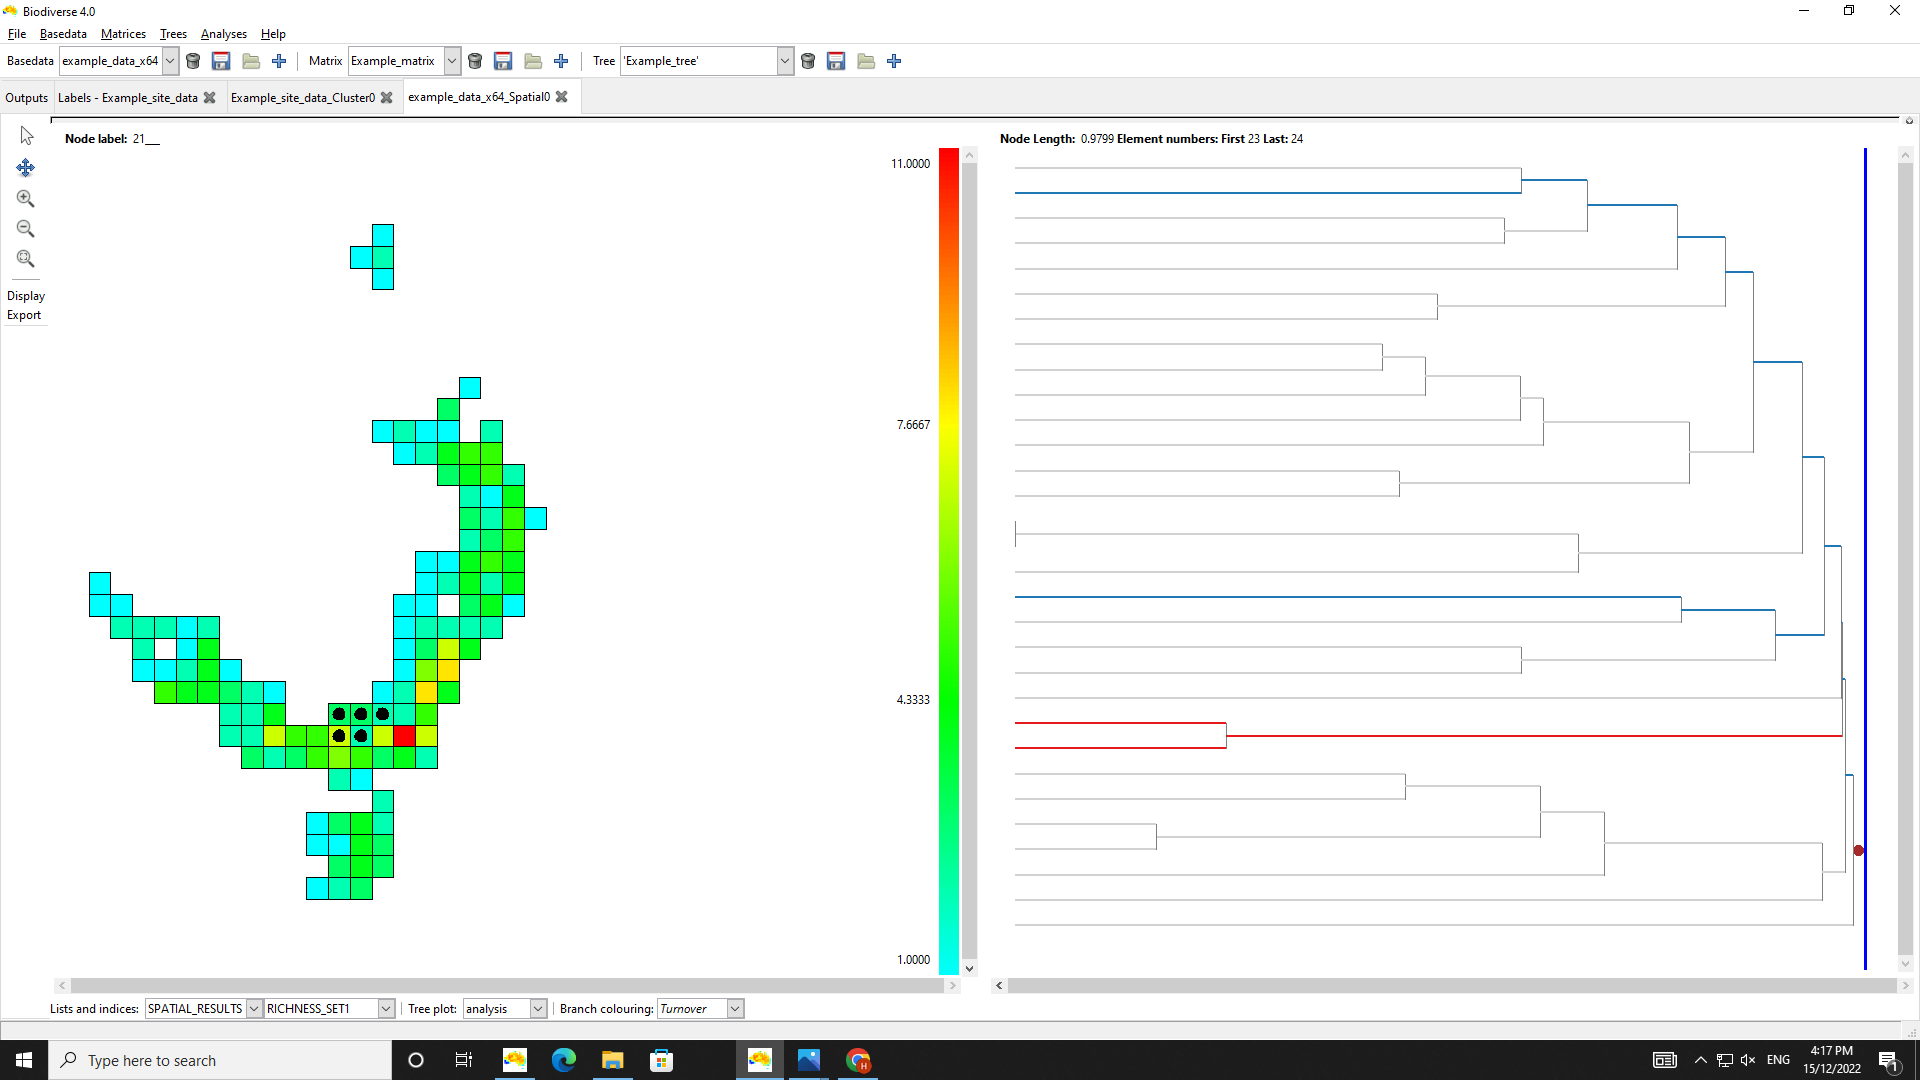 Biodiverse 4.0
File Basedata Matrices Trees Analyses Help
Basedata example_data_x64 Matrix Example_matrix Tree 'Example_tree'
Outputs Labels - Example_site_data Example_site_data_Cluster0 example_data_x64_Spatial0
Node label: 21___
Node Length: 0.9799 Element numbers: First 23 Last: 24
11.0000
Display
Export
7.6667
4.3333
1.0000
Lists and indices: SPATIAL_RESULTS RICHNESS_SET1 Tree plot: analysis Branch colouring: Turnover
Type here to search
H
ENG
4:17 PM
15/12/2022
1